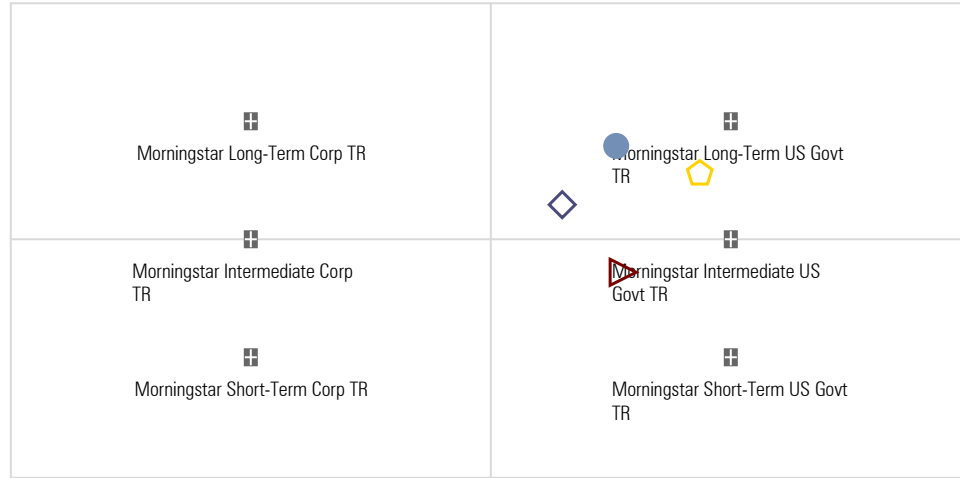 Morningstar Long-Term Corp TR
Morningstar Long-Term US Govt
TR
Morningstar Intermediate Corp
TR
Morningstar Intermediate US
Govt TR
Morningstar Short-Term Corp TR
Morningstar Short-Term US Govt
TR